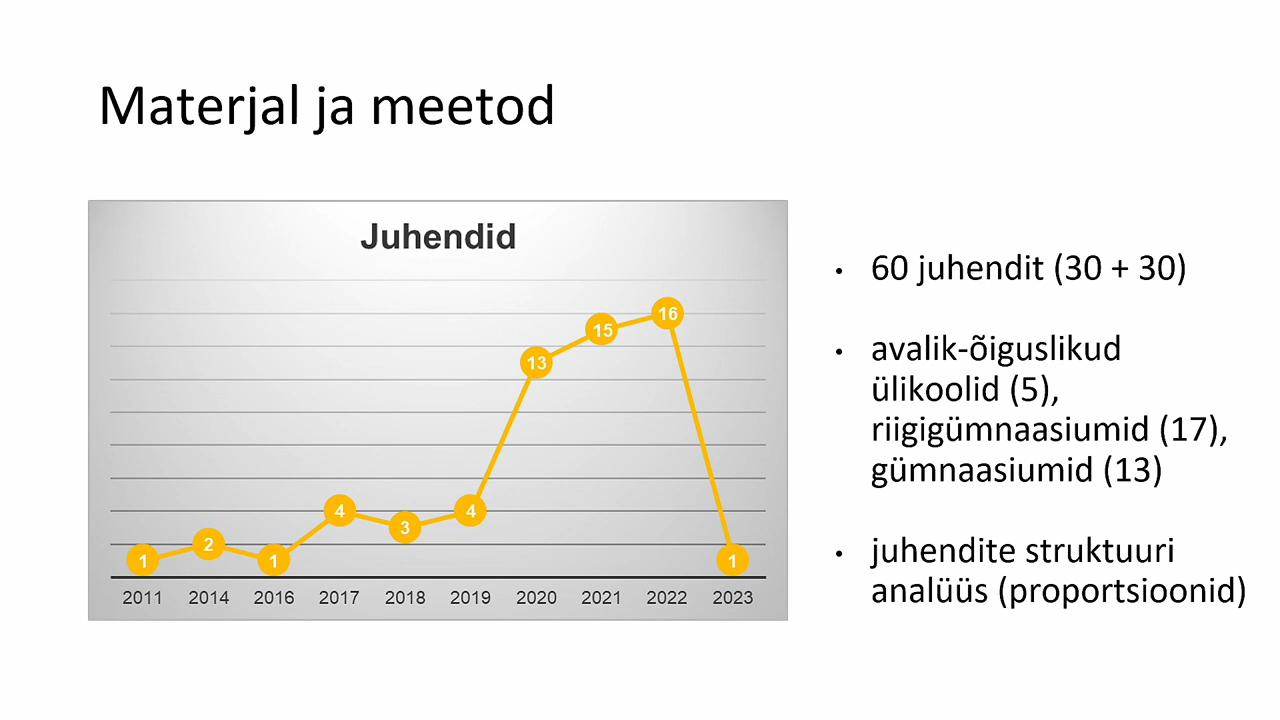 Materjal ja meetod
Juhendid
1
2
1
4
3
4
13
15
16
1
2011 2014 2016 2017 2018 2019 2020 2021 2022 2023
• 60 juhendit (30 + 30)
• avalik-õiguslikud
ülikoolid (5),
riigigümnaasiumid (17),
gümnaasiumid (13)
• juhendite struktuuri
analüüs (proportsioonid)